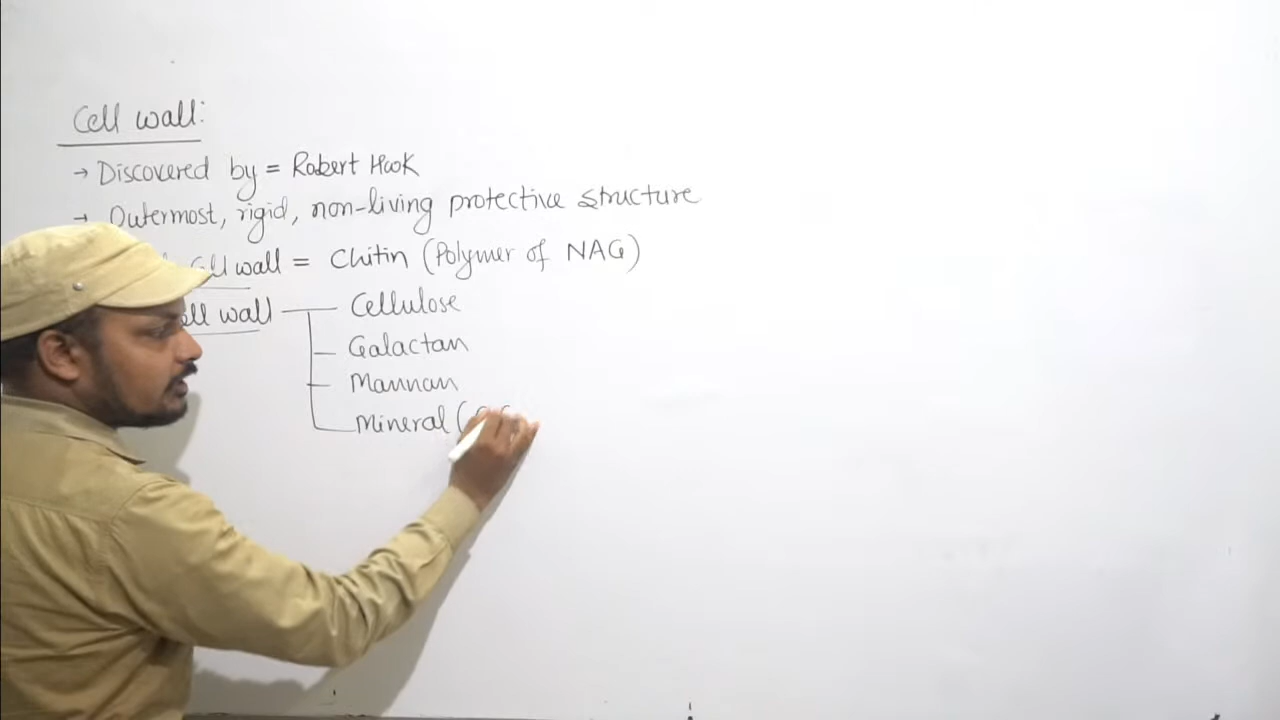 Cell wall:
→ Discovered by = Robert Hook
→ Outermost, rigid, non-living protective structure
cell wall = Chitin (Polymer of NAG)
cell wall
Cellulose
Galactan
Mannan
Mineral (